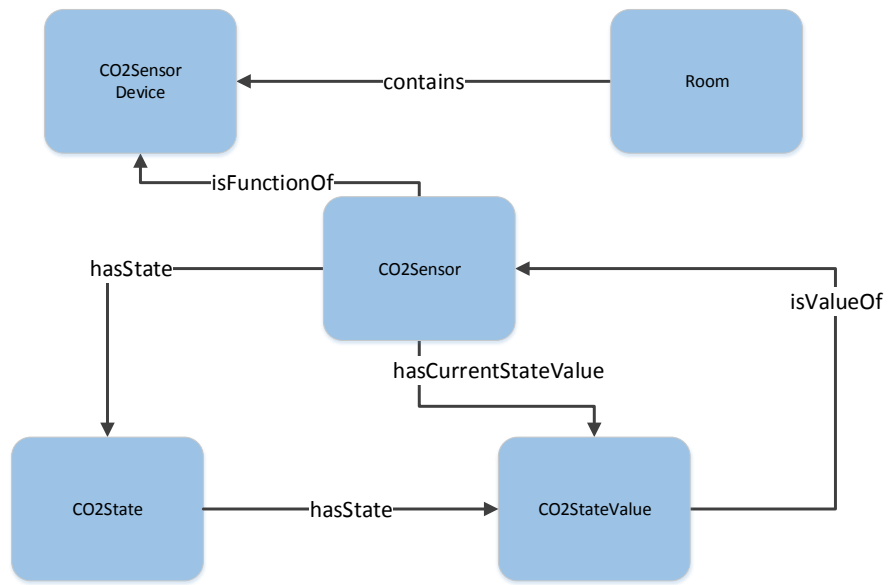 CO2Sensor
Device
contains
Room
isFunctionOf
hasState
CO2Sensor
isValueOf
hasCurrentStateValue
CO2State
hasState
CO2StateValue